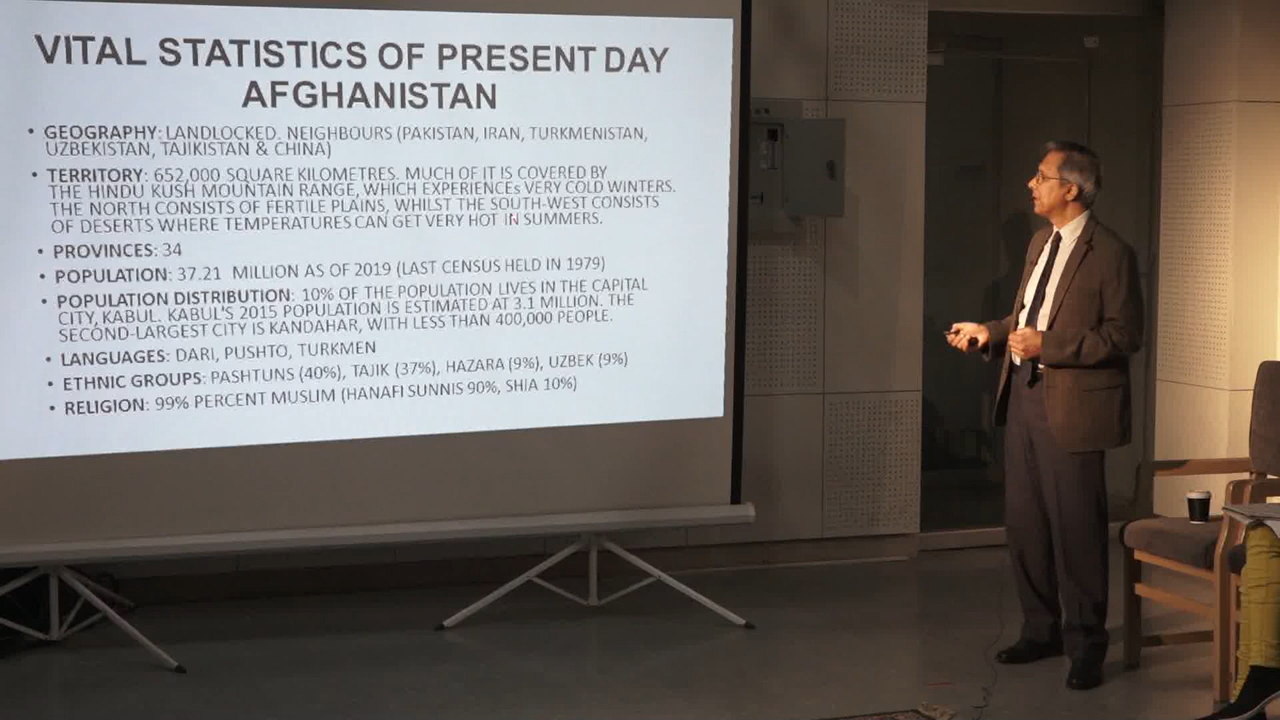 VITAL STATISTICS OF PRESENT DAY
AFGHANISTAN
• GEOGRAPHY: LANDLOCKED. NEIGHBOURS (PAKISTAN, IRAN, TURKMENISTAN,
UZBEKISTAN, TAJIKISTAN & CHINA)
• TERRITORY: 652,000 SQUARE KILOMETRES. MUCH OF IT IS COVERED BY
THE HINDU KUSH MOUNTAIN RANGE, WHICH EXPERIENCEs VERY COLD WINTERS.
THE NORTH CONSISTS OF FERTILE PLAINS, WHILST THE SOUTH-WEST CONSISTS
OF DESERTS WHERE TEMPERATURES CAN GET VERY HOT IN SUMMERS.
• PROVINCES: 34
• POPULATION: 37.21 MILLION AS OF 2019 (LAST CENSUS HELD IN 1979)
• POPULATION DISTRIBUTION: 10% OF THE POPULATION LIVES IN THE CAPITAL
CITY, KABUL. KABUL'S 2015 POPULATION IS ESTIMATED AT 3.1 MILLION. THE
SECOND-LARGEST CITY IS KANDAHAR, WITH LESS THAN 400,000 PEOPLE.
• LANGUAGES: DARI, PUSHTO, TURKMEN
• ETHNIC GROUPS: PASHTUNS (40%), TAJIK (37%), HAZARA (9%), UZBEK (9%)
• RELIGION: 99% PERCENT MUSLIM (HANAFI SUNNIS 90%, SHIA 10%)